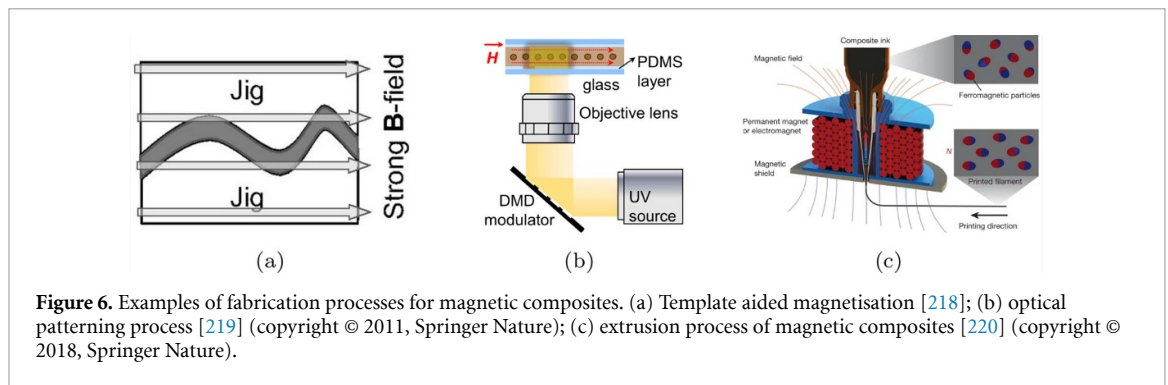 Jig
Jig
Strong B-field
(a)
H
PDMS
layer
glass
Objective lens
DMD
modulator
UV
source
(b)
Composite ink
Magnetic field
Ferromagnetic particles
Permanent magnet
or electromagnet
N
Magnetic
shield
Printed filament
Printing direction
(c)
Figure 6. Examples of fabrication processes for magnetic composites. (a) Template aided magnetisation [218]; (b) optical
patterning process [219] (copyright © 2011, Springer Nature); (c) extrusion process of magnetic composites [220] (copyright ©
2018, Springer Nature).